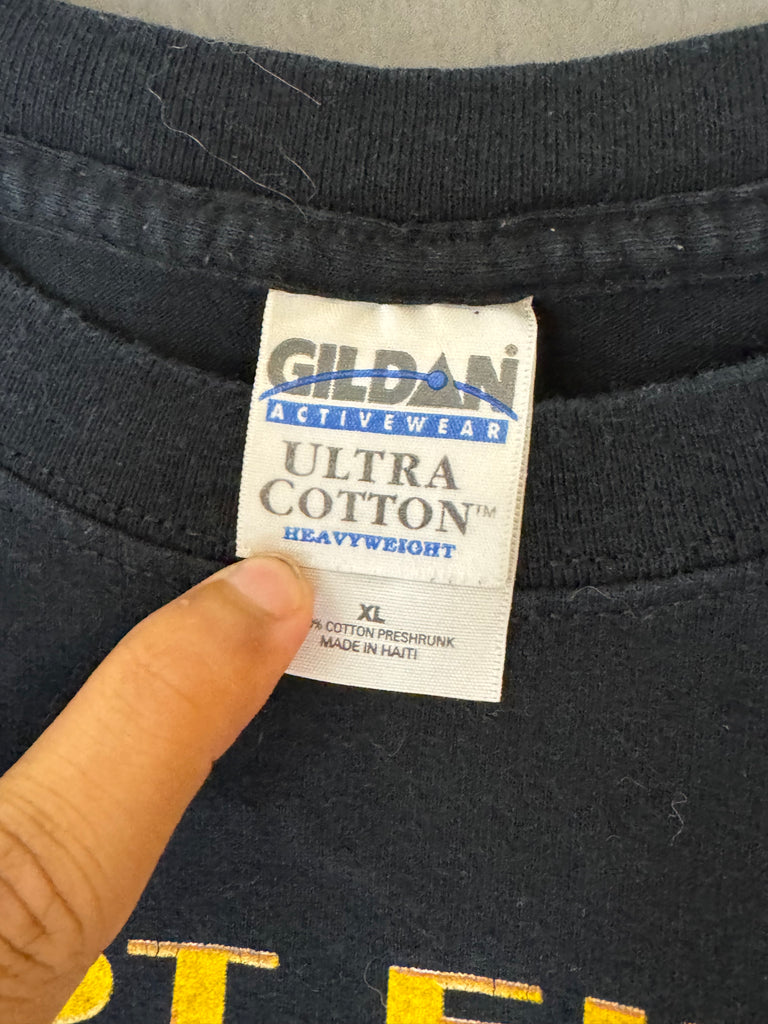 GILDAN®
ACTIVEWEAR
ULTRA
COTTON™
HEAVYWEIGHT
XL
% COTTON PRESHRUNK
MADE IN HAITI